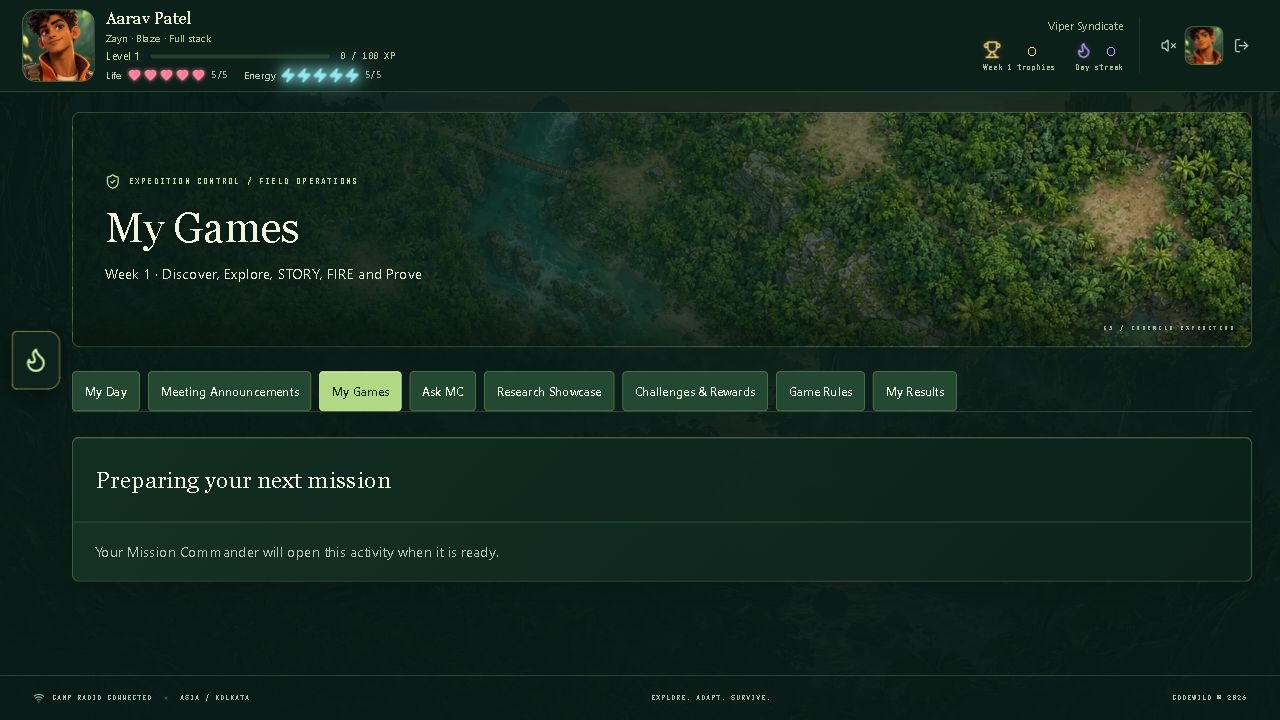 Aarav Patel
Zayn · Blaze · Full stack
Level 1
0 / 100 XP
Life
5/5
Energy
5/5
Viper Syndicate
0
Week 1 trophies
0
Day streak
EXPEDITION CONTROL / FIELD OPERATIONS
My Games
Week 1 · Discover, Explore, STORY, FIRE and Prove
My Day
Meeting Announcements
My Games
Ask MC
Research Showcase
Challenges & Rewards
Game Rules
My Results
Preparing your next mission
Your Mission Commander will open this activity when it is ready.
CAMP RADIO CONNECTED
ASIA / KOLKATA
EXPLORE. ADAPT. SURVIVE.
CODEWILD © 2026